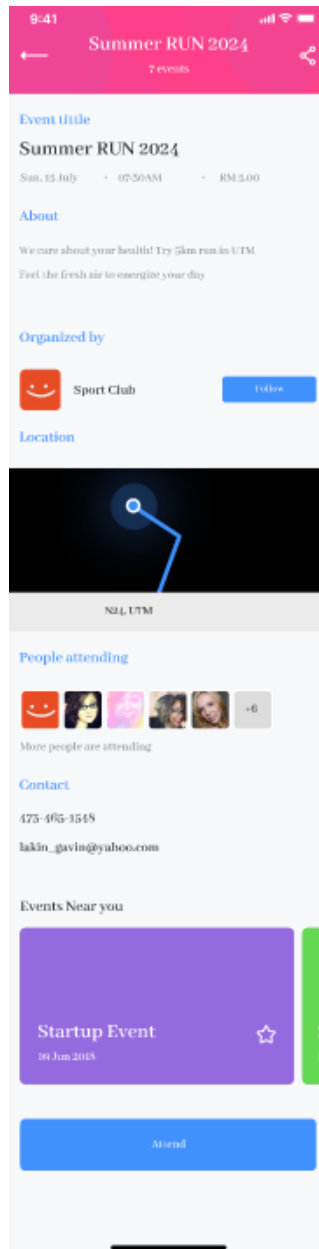 9:41
Summer RUN 2024
7 events
Event tittle
Summer RUN 2024
Sun, 15 July - 07:30AM - RM 5.00
About
We care about your health! Try 5km run in UTM
Feel the fresh air to energize your day
Organized by
Sport Club
Follow
Location
N24, UTM
People attending
+6
More people are attending
Contact
475-465-1548
lakin_gavin@yahoo.com
Events Near you
Startup Event
Jun 2018
Attend